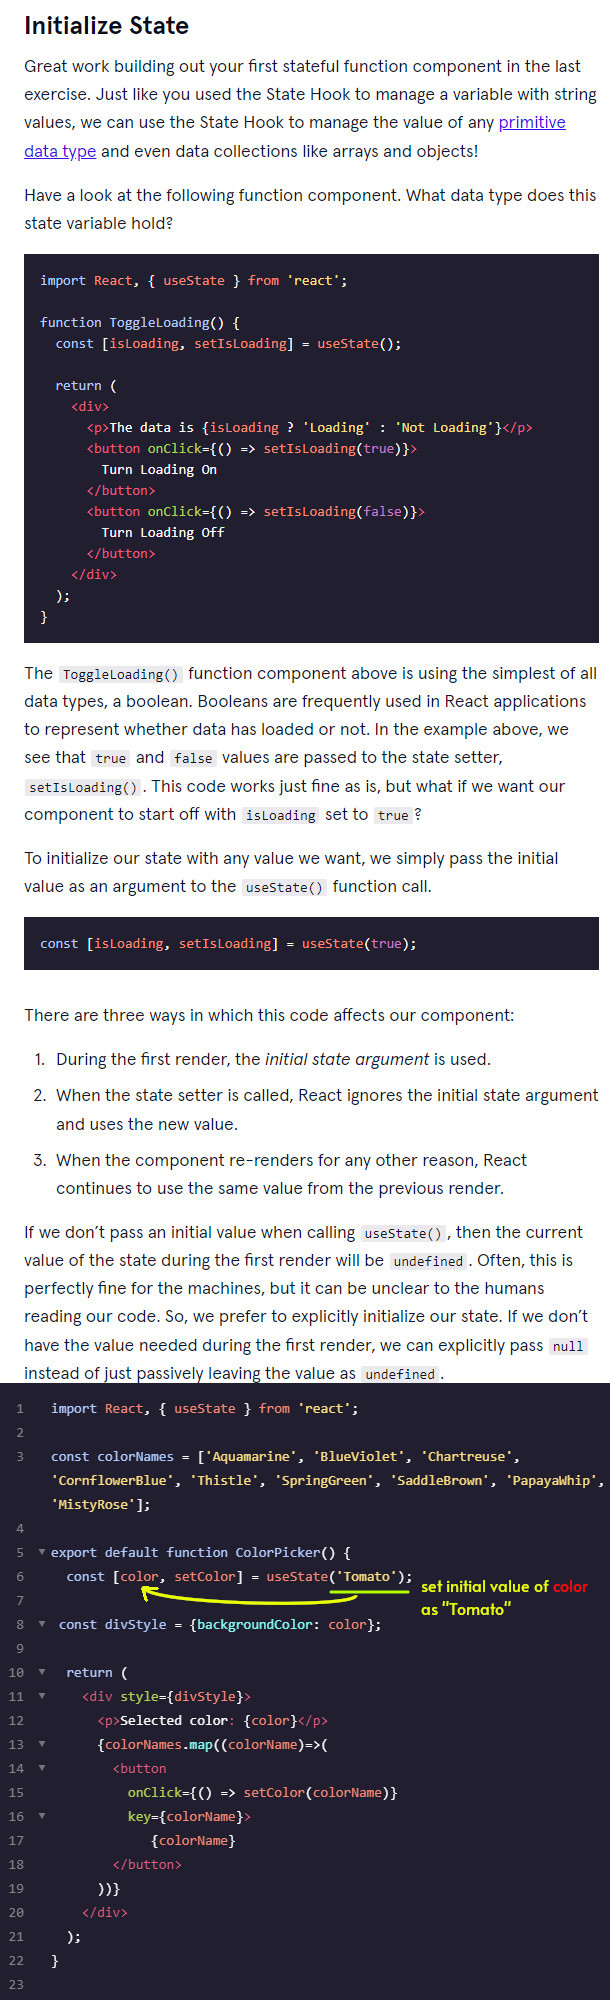 Initialize State
Great work building out your first stateful function component in the last
exercise. Just like you used the State Hook to manage a variable with string
values, we can use the State Hook to manage the value of any primitive
data type and even data collections like arrays and objects!
Have a look at the following function component. What data type does this
state variable hold?
import React, { useState } from 'react';
function ToggleLoading() {
const [isLoading, setIsLoading] = useState();
return (
<div>
<p>The data is {isLoading ? 'Loading' : 'Not Loading'}</p>
<button onClick={() => setIsLoading(true)}>
Turn Loading On
</button>
<button onClick={() => setIsLoading(false)}>
Turn Loading Off
</button>
</div>
);
}
The ToggleLoading() function component above is using the simplest of all
data types, a boolean. Booleans are frequently used in React applications
to represent whether data has loaded or not. In the example above, we
see that true and false values are passed to the state setter,
setIsLoading() . This code works just fine as is, but what if we want our
component to start off with isLoading set to true ?
To initialize our state with any value we want, we simply pass the initial
value as an argument to the useState() function call.
const [isLoading, setIsLoading] = useState(true);
There are three ways in which this code affects our component:
1. During the first render, the initial state argument is used.
2. When the state setter is called, React ignores the initial state argument
and uses the new value.
3. When the component re-renders for any other reason, React
continues to use the same value from the previous render.
If we don't pass an initial value when calling useState() , then the current
value of the state during the first render will be undefined . Often, this is
perfectly fine for the machines, but it can be unclear to the humans
reading our code. So, we prefer to explicitly initialize our state. If we don't
have the value needed during the first render, we can explicitly pass null
instead of just passively leaving the value as undefined .
1 import React, { useState } from 'react';
2
3 const colorNames = ['Aquamarine', 'BlueViolet', 'Chartreuse',
'CornflowerBlue', 'Thistle', 'SpringGreen', 'SaddleBrown', 'PapayaWhip',
'MistyRose'];
4
5 export default function ColorPicker() {
6 const [color, setColor] = useState('Tomato');
set initial value of color
as "Tomato"
7
8 const divStyle = {backgroundColor: color};
9
10 return (
11 <div style={divStyle}>
12 <p>Selected color: {color}</p>
13 {colorNames.map((colorName)=>(
14 <button
15 onClick={() => setColor(colorName)}
16 key={colorName}>
17 {colorName}
18 </button>
19 ))}
20 </div>
21 );
22 }
23